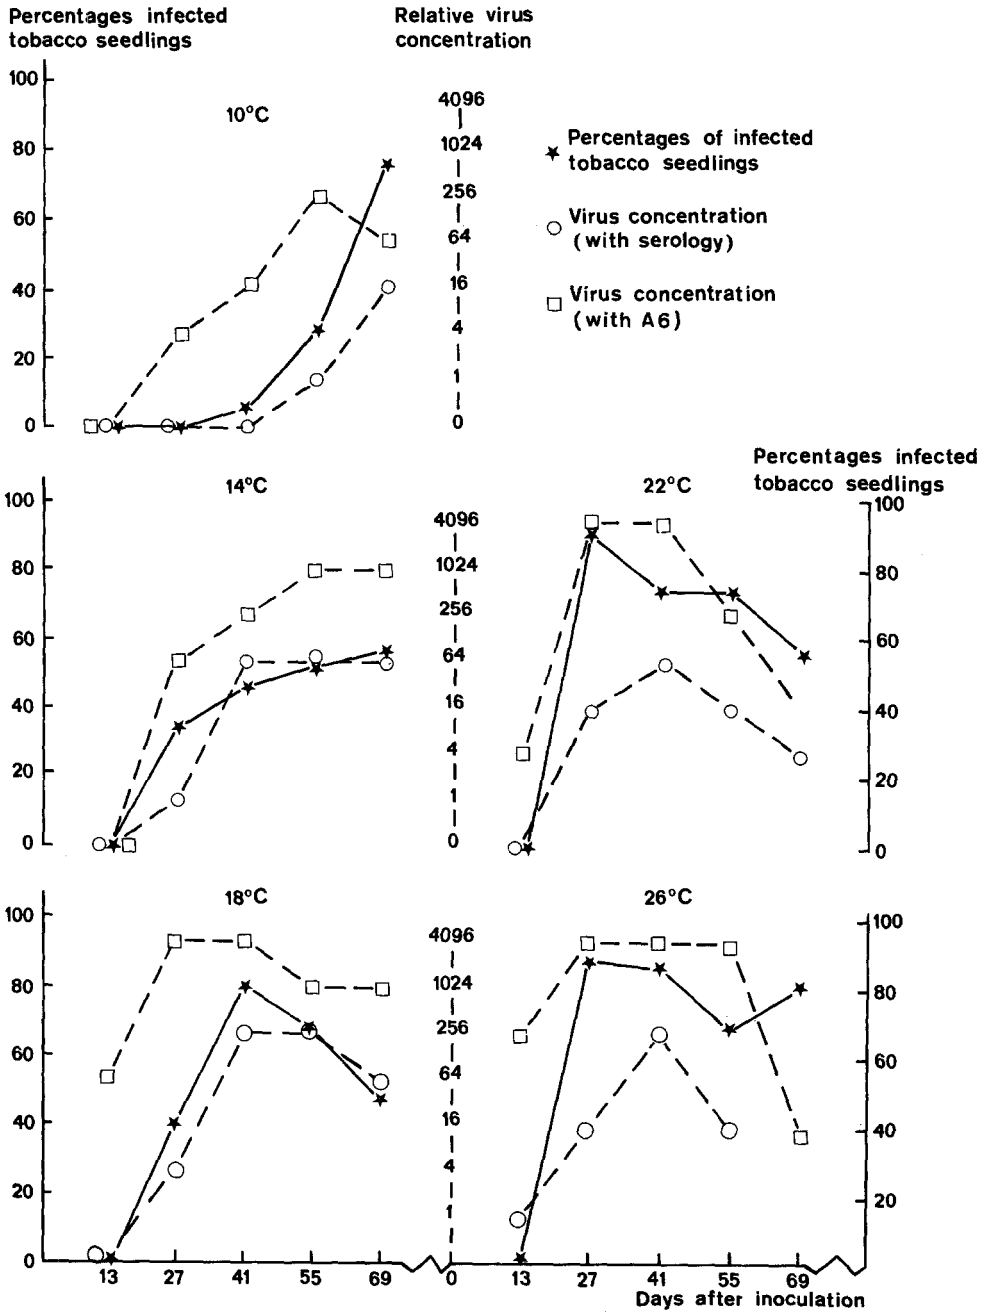 Percentages infected
tobacco seedlings
Relative virus
concentration
100
80
60
40
20
0
10°C
4096
1024
256
64
16
4
1
0
Percentages of infected
tobacco seedlings
Virus concentration
(with serology)
Virus concentration
(with A6)
100
80
60
40
20
0
14°C
4096
1024
256
64
16
4
1
0
22°C
Percentages infected
tobacco seedlings
100
80
60
40
20
0
100
80
60
40
20
0
18°C
4096
1024
256
64
16
4
1
0
26°C
100
80
60
40
20
13 27 41 55 69
13 27 41 55 69
Days after inoculation